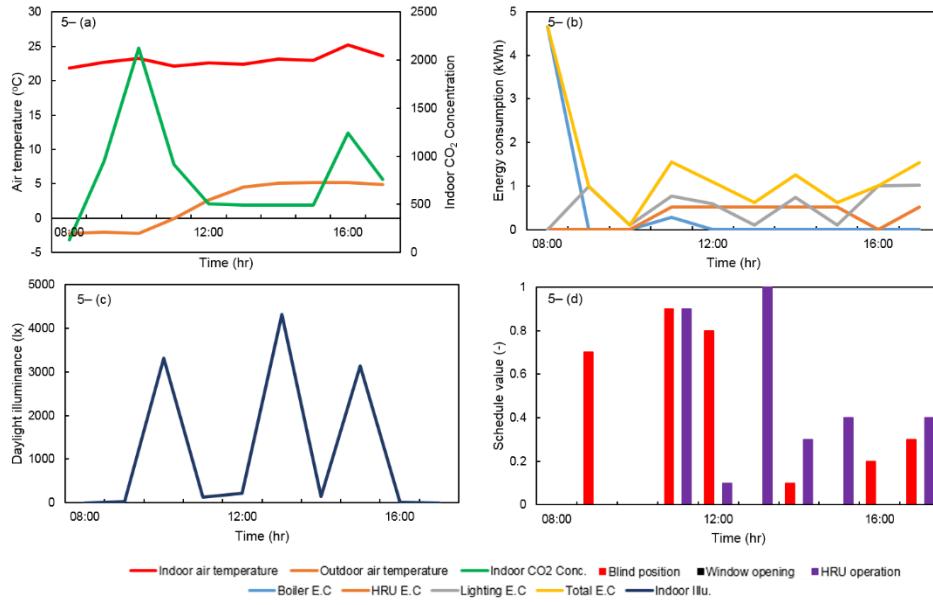 5– (a)
30
25
20
15
10
5
0
-5
2500
2000
1500
1000
500
0
Air temperature (°C)
Indoor CO2 Concentration
08:00
12:00
16:00
Time (hr)
5– (b)
5
4
3
2
1
0
Energy consumption (kWh)
08:00
12:00
16:00
Time (hr)
5– (c)
5000
4000
3000
2000
1000
0
Daylight illuminance (lx)
08:00
12:00
16:00
Time (hr)
5– (d)
1
0.8
0.6
0.4
0.2
0
Schedule value (-)
08:00
12:00
16:00
Time (hr)
Indoor air temperature Outdoor air temperature Indoor CO2 Conc. Blind position Window opening HRU operation
Boiler E.C HRU E.C Lighting E.C Total E.C Indoor Illu.